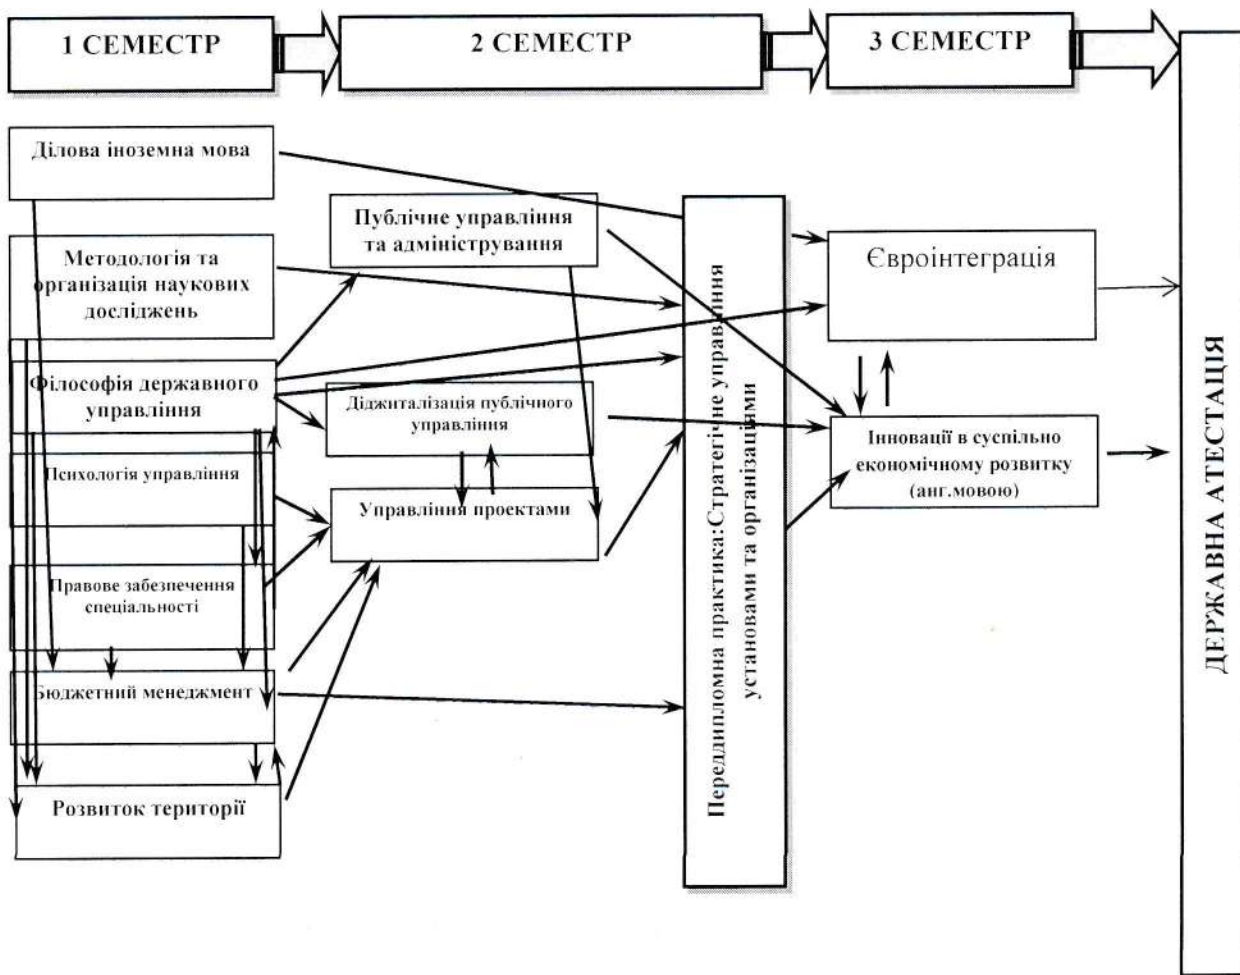 1 СЕМЕСТР
2 СЕМЕСТР
3 СЕМЕСТР
Ділова іноземна мова
Методологія та
організація наукових
досліджень
Філософія державного
управління
Психологія управління
Правове забезпечення
спеціальності
Бюджетний менеджмент
Розвиток території
Публічне управління
та адміністрування
Діджиталізація публічного
управління
Управління проектами
Переддипломна практика:Стратегічне управління
установами та організаціями
Євроінтеграція
Інновації в суспільно
економічному розвитку
(анг.мовою)
ДЕРЖАВНА АТЕСТАЦІЯ